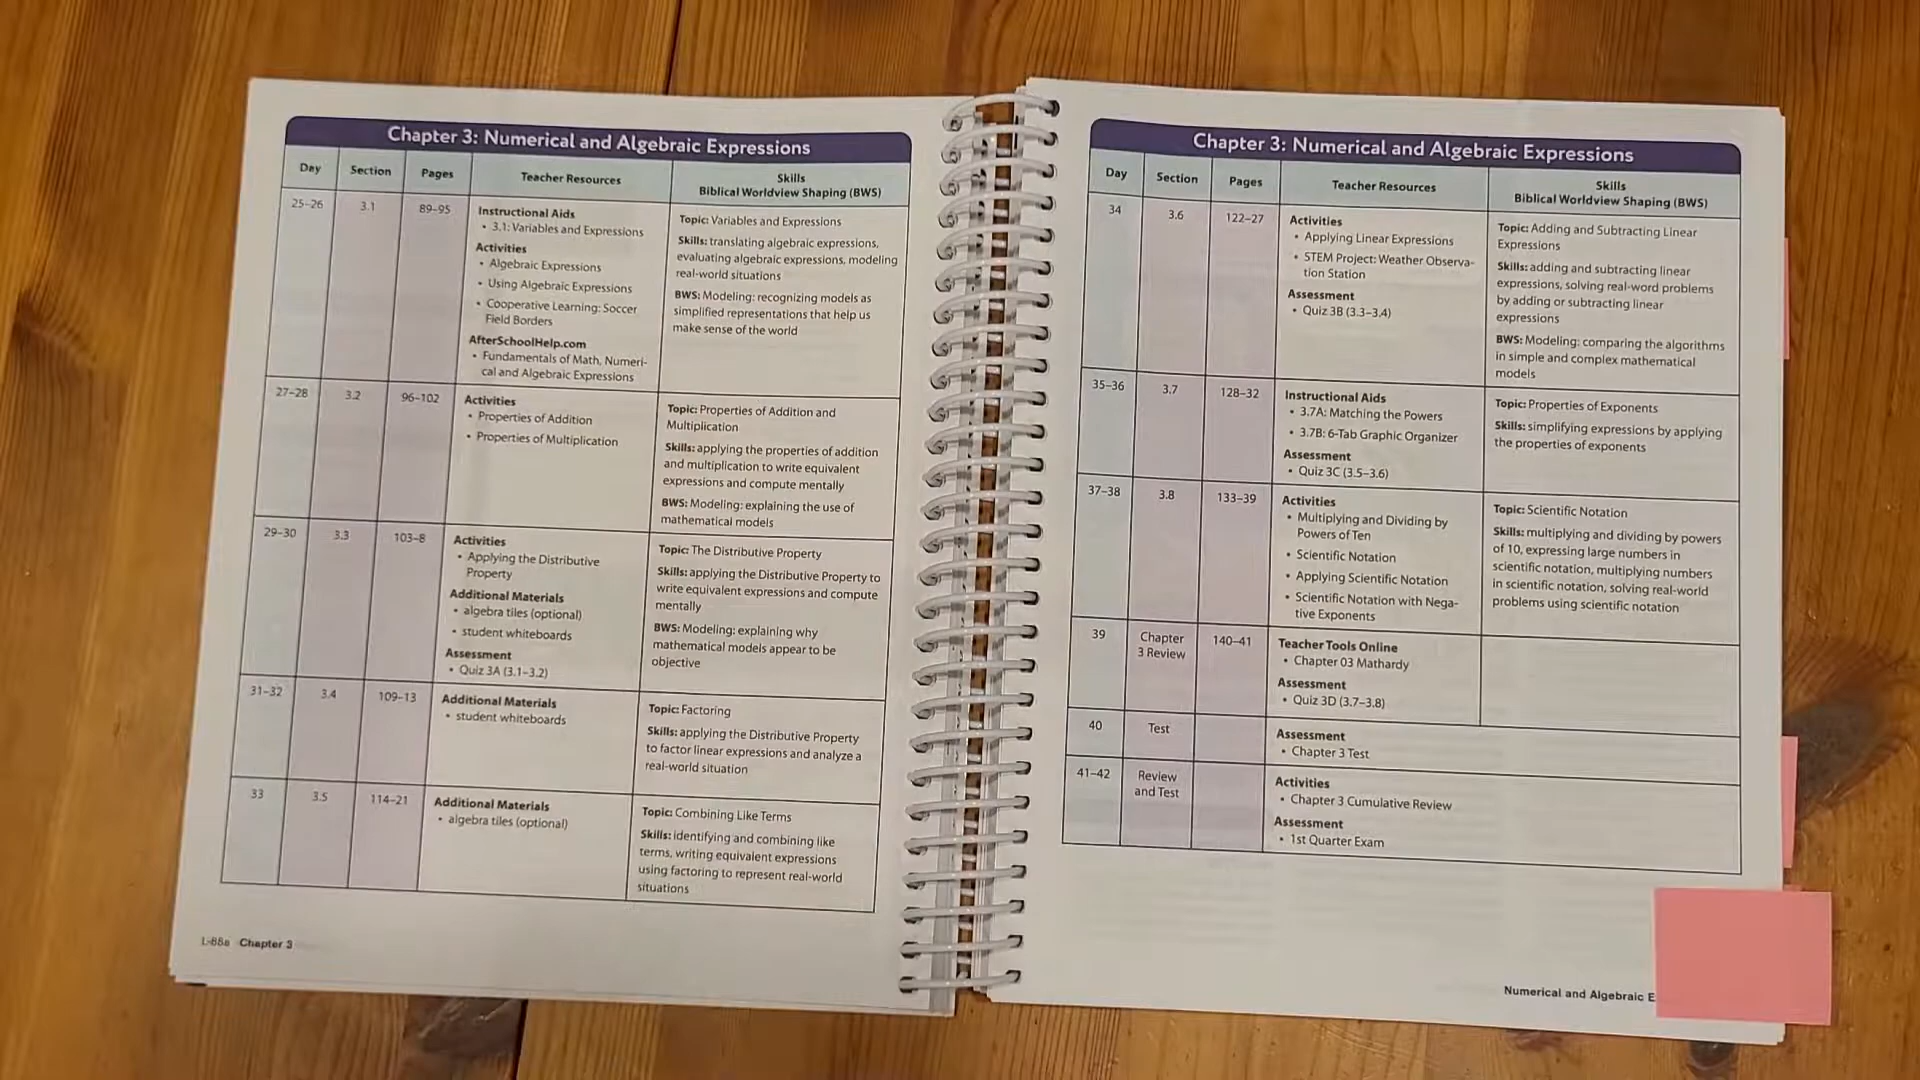 Chapter 3: Numerical and Algebraic Expressions
Day Section Pages Teacher Resources Skills
Biblical Worldview Shaping (BWS)
25–26 3.1 89–95
Instructional Aids
• 3.1: Variables and Expressions
Activities
• Algebraic Expressions
• Using Algebraic Expressions
• Cooperative Learning: Soccer
Field Borders
AfterSchoolHelp.com
• Fundamentals of Math, Numeri-
cal and Algebraic Expressions
Topic: Variables and Expressions
Skills: translating algebraic expressions,
evaluating algebraic expressions, modeling
real-world situations
BWS: Modeling: recognizing models as
simplified representations that help us
make sense of the world
27–28 3.2 96–102
Activities
• Properties of Addition
• Properties of Multiplication
Topic: Properties of Addition and
Multiplication
Skills: applying the properties of addition
and multiplication to write equivalent
expressions and compute mentally
BWS: Modeling: explaining the use of
mathematical models
29–30 3.3 103–8
Activities
• Applying the Distributive
Property
Additional Materials
• algebra tiles (optional)
• student whiteboards
Assessment
• Quiz 3A (3.1–3.2)
Topic: The Distributive Property
Skills: applying the Distributive Property to
write equivalent expressions and compute
mentally
BWS: Modeling: explaining why
mathematical models appear to be
objective
31–32 3.4 109–13
Additional Materials
• student whiteboards
Topic: Factoring
Skills: applying the Distributive Property
to factor linear expressions and analyze a
real-world situation
33 3.5 114–21
Additional Materials
• algebra tiles (optional)
Topic: Combining Like Terms
Skills: identifying and combining like
terms, writing equivalent expressions
using factoring to represent real-world
situations
L-88a Chapter 3
Chapter 3: Numerical and Algebraic Expressions
Day Section Pages Teacher Resources Skills
Biblical Worldview Shaping (BWS)
34 3.6 122–27
Activities
• Applying Linear Expressions
• STEM Project: Weather Observa-
tion Station
Assessment
• Quiz 3B (3.3–3.4)
Topic: Adding and Subtracting Linear
Expressions
Skills: adding and subtracting linear
expressions, solving real-word problems
by adding or subtracting linear
expressions
BWS: Modeling: comparing the algorithms
in simple and complex mathematical
models
35–36 3.7 128–32
Instructional Aids
• 3.7A: Matching the Powers
• 3.7B: 6-Tab Graphic Organizer
Assessment
• Quiz 3C (3.5–3.6)
Topic: Properties of Exponents
Skills: simplifying expressions by applying
the properties of exponents
37–38 3.8 133–39
Activities
• Multiplying and Dividing by
Powers of Ten
• Scientific Notation
• Applying Scientific Notation
• Scientific Notation with Nega-
tive Exponents
Topic: Scientific Notation
Skills: multiplying and dividing by powers
of 10, expressing large numbers in
scientific notation, multiplying numbers
in scientific notation, solving real-world
problems using scientific notation
39 Chapter 140–41
3 Review
Teacher Tools Online
• Chapter 03 Mathardy
Assessment
• Quiz 3D (3.7–3.8)
40 Test
Assessment
• Chapter 3 Test
41–42 Review
and Test
Activities
• Chapter 3 Cumulative Review
Assessment
• 1st Quarter Exam
Numerical and Algebraic E